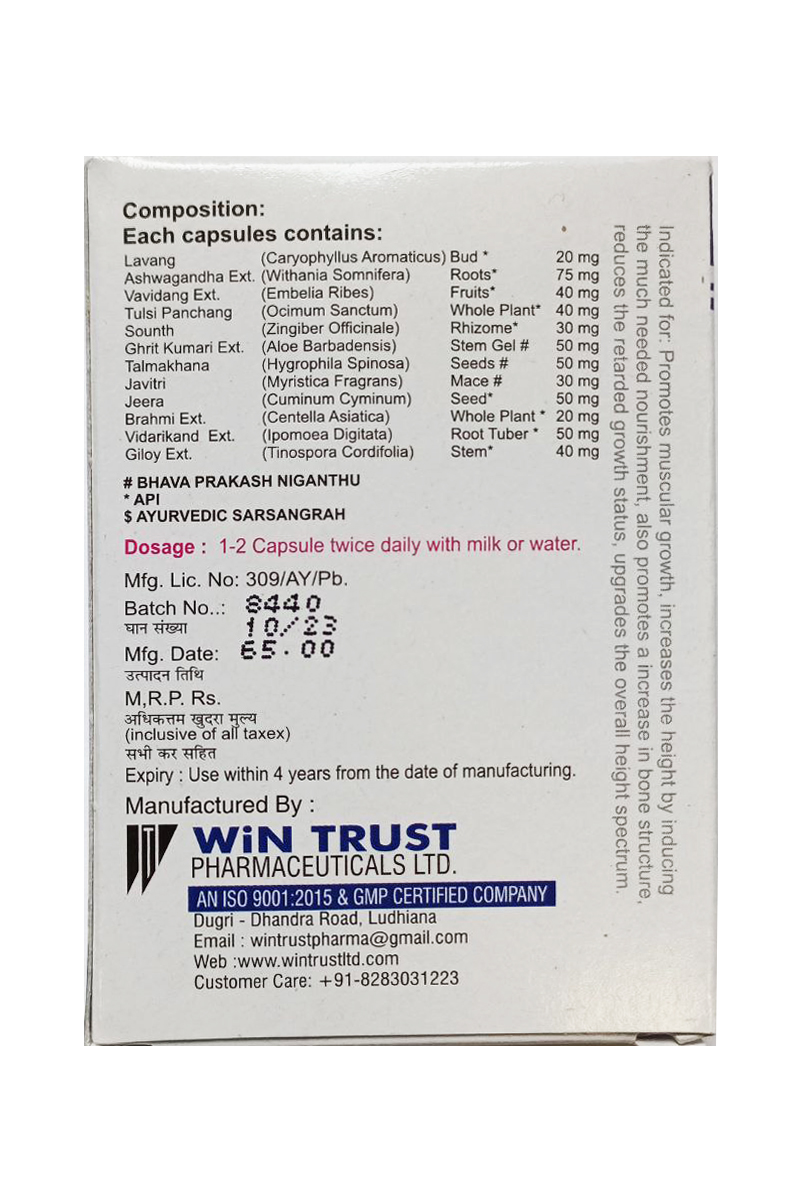 Composition:
Each capsules contains:
Lavang (Caryophyllus Aromaticus) Bud * 20 mg
Ashwagandha Ext. (Withania Somnifera) Roots* 75 mg
Vavidang Ext. (Embelia Ribes) Fruits* 40 mg
Tulsi Panchang (Ocimum Sanctum) Whole Plant* 40 mg
Sounth (Zingiber Officinale) Rhizome* 30 mg
Ghrit Kumari Ext. (Aloe Barbadensis) Stem Gel # 50 mg
Talmakhana (Hygrophila Spinosa) Seeds # 50 mg
Javitri (Myristica Fragrans) Mace # 30 mg
Jeera (Cuminum Cyminum) Seed* 50 mg
Brahmi Ext. (Centella Asiatica) Whole Plant * 20 mg
Vidarikand Ext. (Ipomoea Digitata) Root Tuber * 50 mg
Giloy Ext. (Tinospora Cordifolia) Stem* 40 mg
# BHAVA PRAKASH NIGANTHU
* API
$ AYURVEDIC SARSANGRAH
Dosage : 1-2 Capsule twice daily with milk or water.
Mfg. Lic. No: 309/AY/Pb.
Batch No..: 8440
घान संख्या 10/23
Mfg. Date: 65.00
उत्पादन तिथि
M,R.P. Rs.
अधिकत्तम खुदरा मूल्य
(inclusive of all taxex)
सभी कर सहित
Expiry : Use within 4 years from the date of manufacturing.
Manufactured By :
WiN TRUST
PHARMACEUTICALS LTD.
AN ISO 9001:2015 & GMP CERTIFIED COMPANY
Dugri - Dhandra Road, Ludhiana
Email : wintrustpharma@gmail.com
Web :www.wintrustltd.com
Customer Care: +91-8283031223
Indicated for: Promotes muscular growth, increases the height by inducing
the much needed nourishment, also promotes a increase in bone structure,
reduces the retarded growth status, upgrades the overall height spectrum.